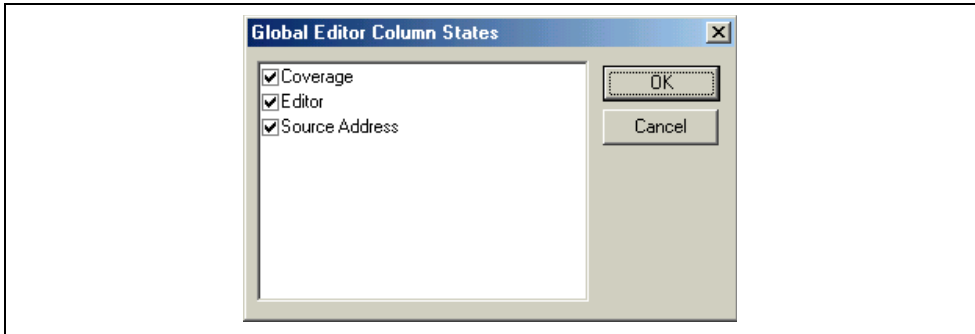 Global Editor Column States
Coverage
Editor
Source Address
OK
Cancel